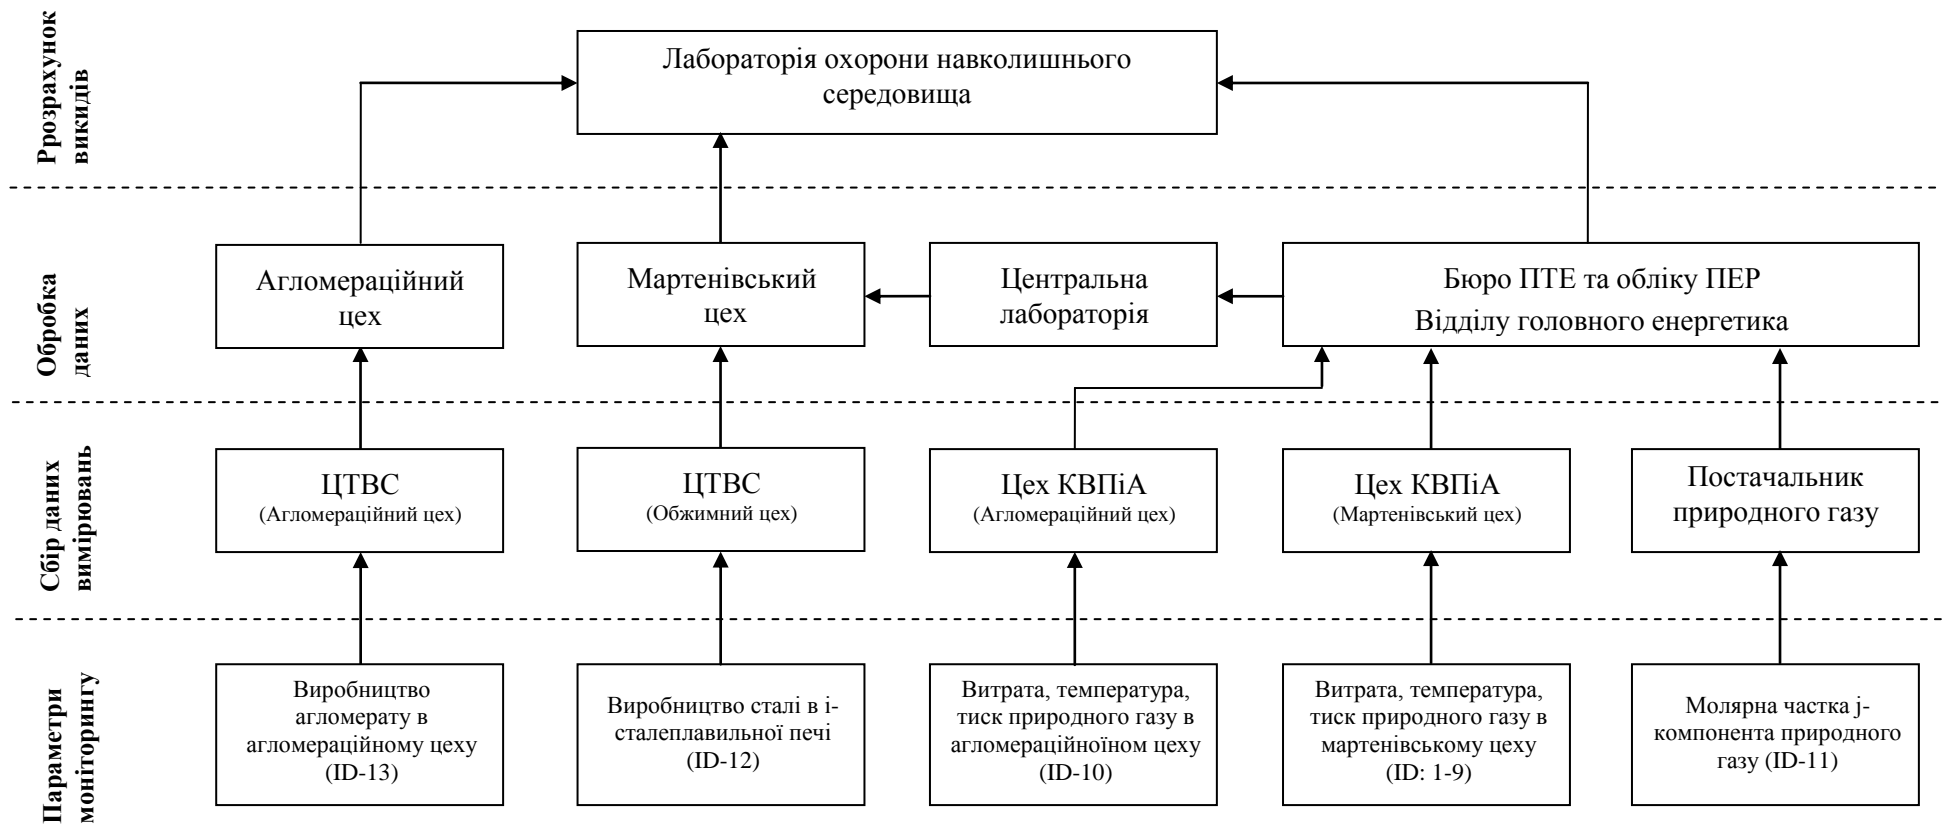 Ррозрахунок
викидів
Лабораторія охорони навколишнього
середовища
Обробка
даних
Агломераційний
цех
Мартенівський
цех
Центральна
лабораторія
Бюро ПТЕ та обліку ПЕР
Відділу головного енергетика
Сбір даних
вимірювань
ЦТВС
(Агломераційний цех)
ЦТВС
(Обжимний цех)
Цех КВПіА
(Агломераційний цех)
Цех КВПіА
(Мартенівський цех)
Постачальник
природного газу
Параметри
моніторингу
Виробництво
агломерату в
агломераційному цеху
(ID-13)
Виробництво сталі в і-
сталеплавильної печі
(ID-12)
Витрата, температура,
тиск природного газу в
агломераційноїном цеху
(ID-10)
Витрата, температура,
тиск природного газу в
мартенівському цеху
(ID: 1-9)
Молярна частка j-
компонента природного
газу (ID-11)